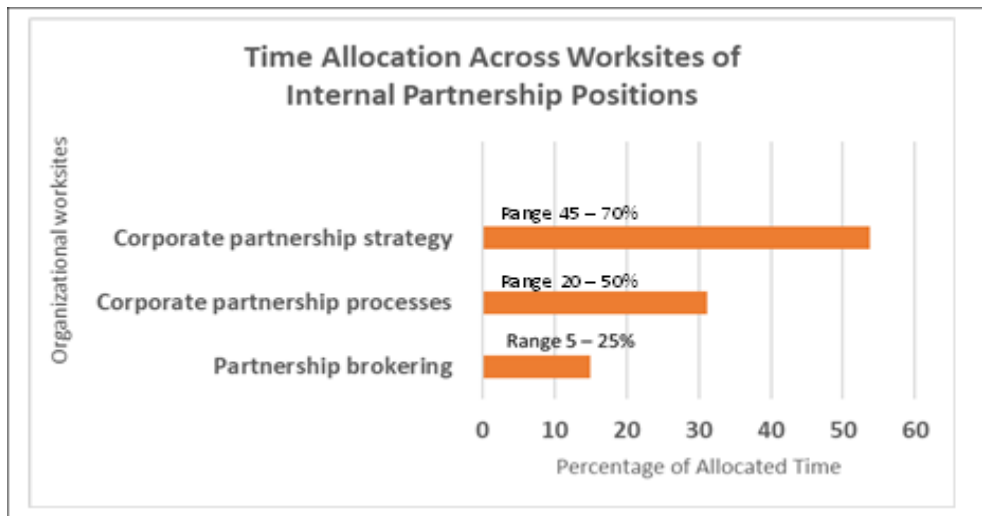 Time Allocation Across Worksites of
Internal Partnership Positions
Organizational worksites
Range 45 – 70%
Corporate partnership strategy
Range 20 – 50%
Corporate partnership processes
Range 5 – 25%
Partnership brokering
0 10 20 30 40 50 60
Percentage of Allocated Time